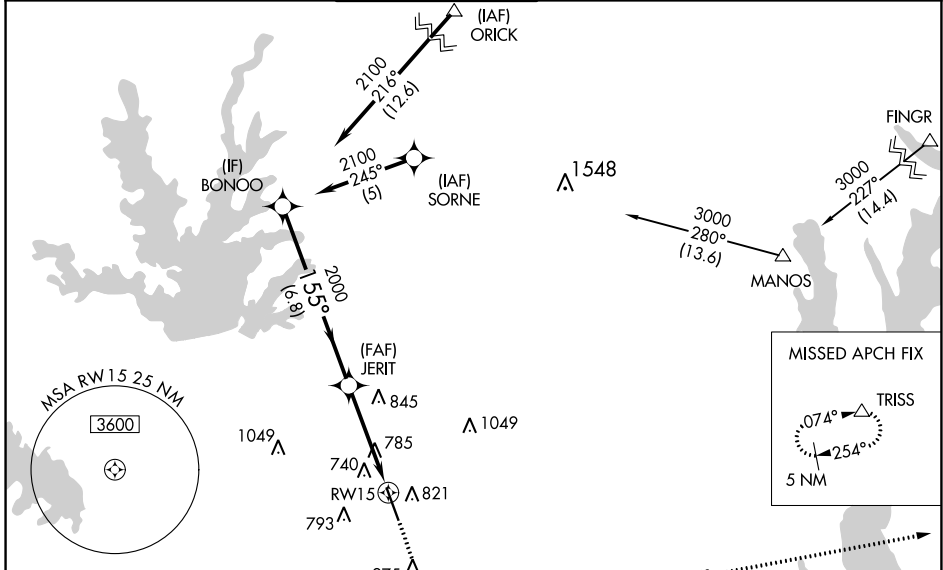 (IAF)
ORICK
2100
216°
(12.6)
FINGR
3000
227°
(14.4)
(IF)
BONOO
2100
245°
(5)
(IAF)
SORNE
1548
3000
280°
(13.6)
MANOS
2000
155°
(6.8)
(FAF)
JERIT
MISSED APCH FIX
TRISS
074°
254°
5 NM
MSA RW15 25 NM
3600
845
1049
1049
785
740
RW15
821
793